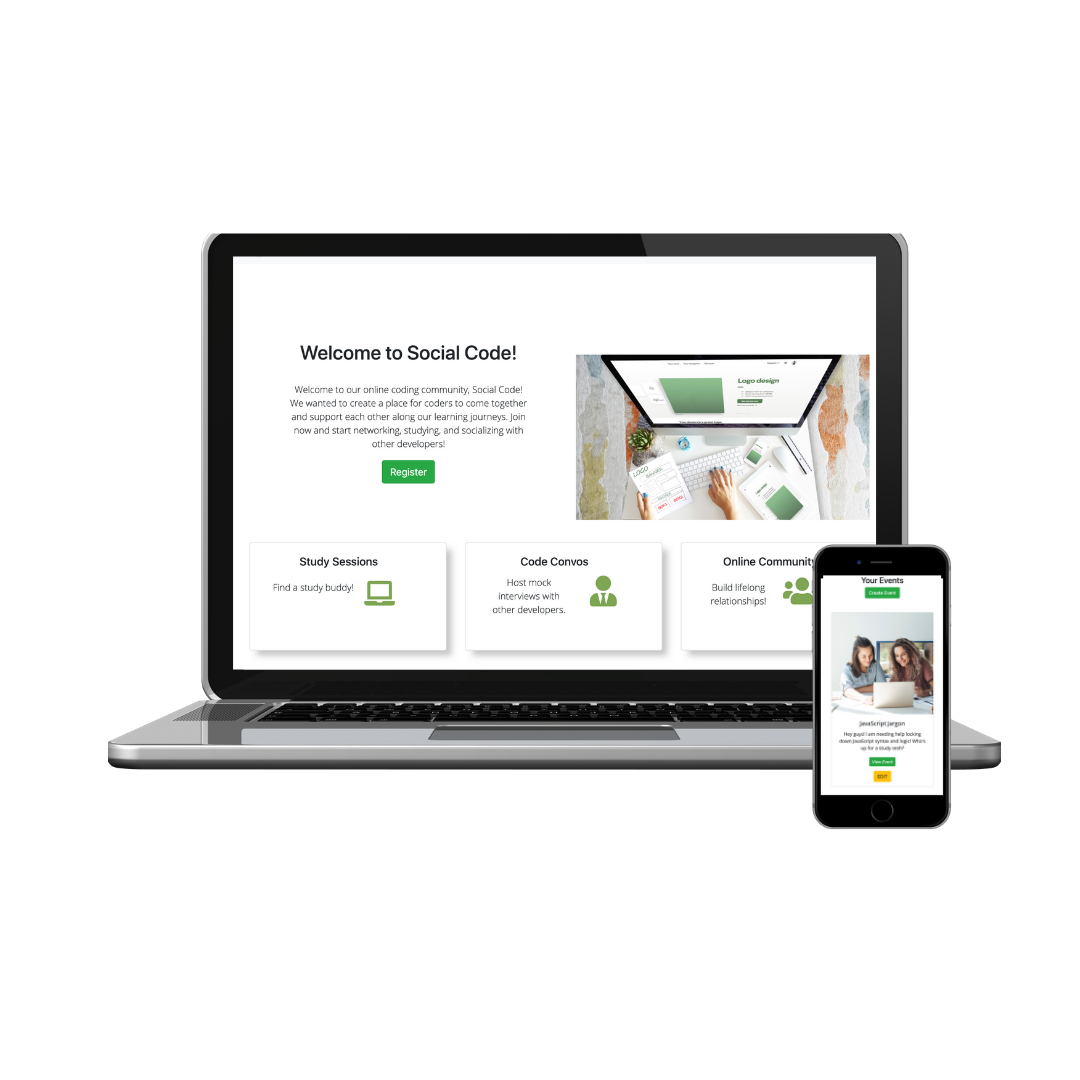 Welcome to Social Code!
Welcome to our online coding community, Social Code!
We wanted to create a place for coders to come together
and support each other along our learning journeys. Join
now and start networking, studying, and socializing with
other developers!
Register
Logo design
LOGO
Study Sessions
Find a study buddy!
Code Convos
Host mock
interviews with
other developers.
Online Community
Build lifelong
relationships!
Your Events
Create Event
JavaScript Jargon
Hey guys! I am needing help locking
down JavaScript syntax and logic! Who's
up for a study sesh?
View Event
EDIT